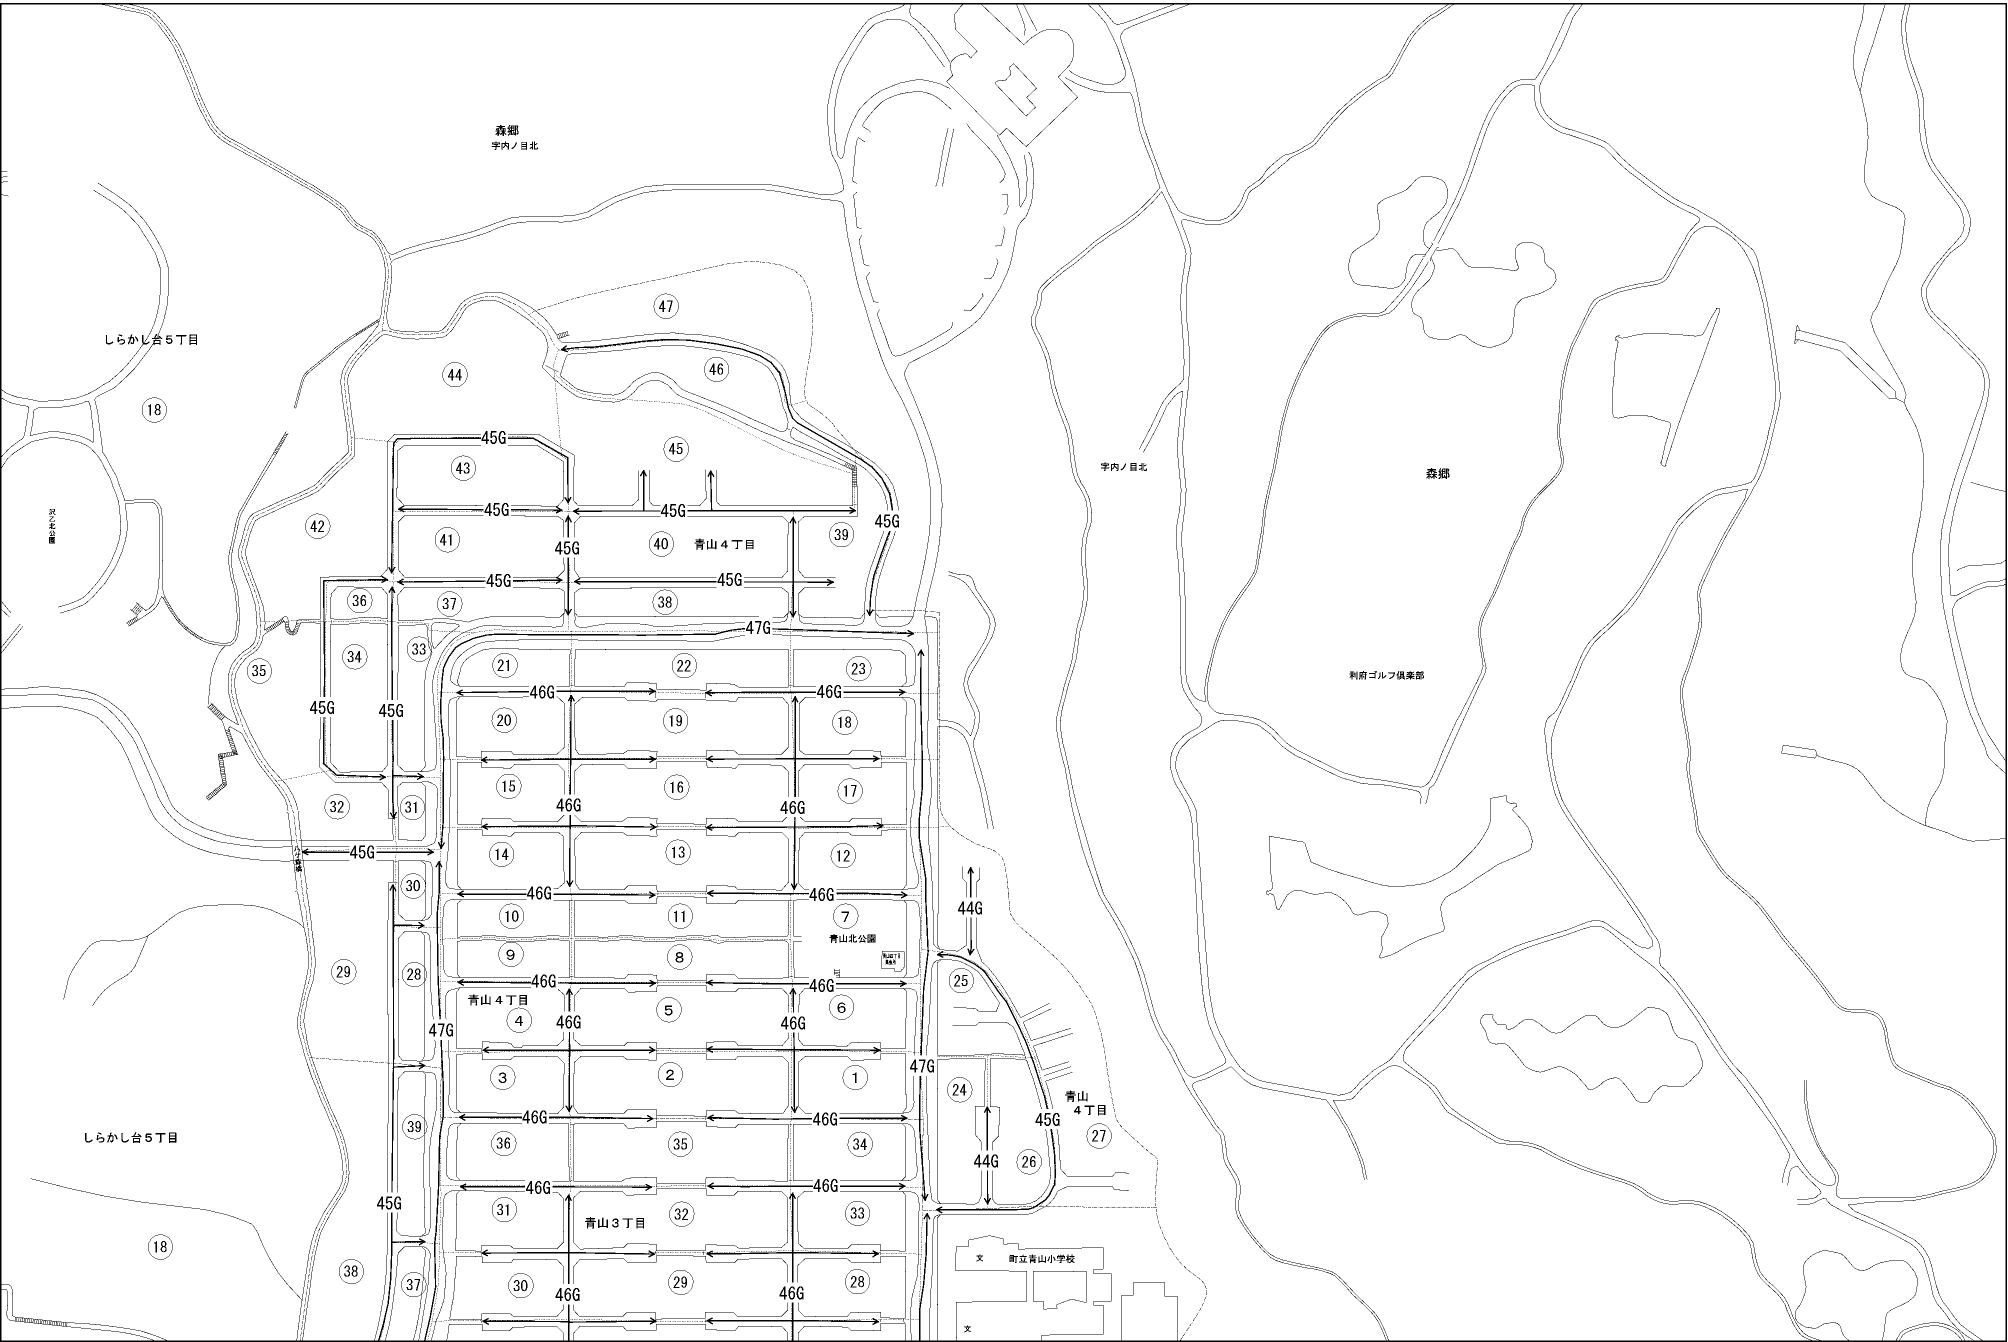 森郷
字内ノ目北
47
しらかし台５丁目
46
44
18
45G
45
43
字内ノ目北
森郷
45G
45G
沢乙北公園
45G
42
41
45G
40
青山４丁目
39
45G
45G
36
37
38
47G
33
34
35
21
22
23
利府ゴルフ倶楽部
46G
46G
45G
45G
20
19
18
15
16
17
32
31
46G
46G
45G
14
13
12
30
46G
46G
44G
10
11
7
青山北公園
9
8
29
28
25
46G
46G
青山４丁目
4
5
6
47G
46G
46G
3
2
1
47G
24
青山
４丁目
46G
46G
45G
39
しらかし台５丁目
36
35
34
27
44G
26
46G
46G
45G
31
32
33
青山３丁目
18
文
町立青山小学校
38
37
30
29
28
46G
46G
文